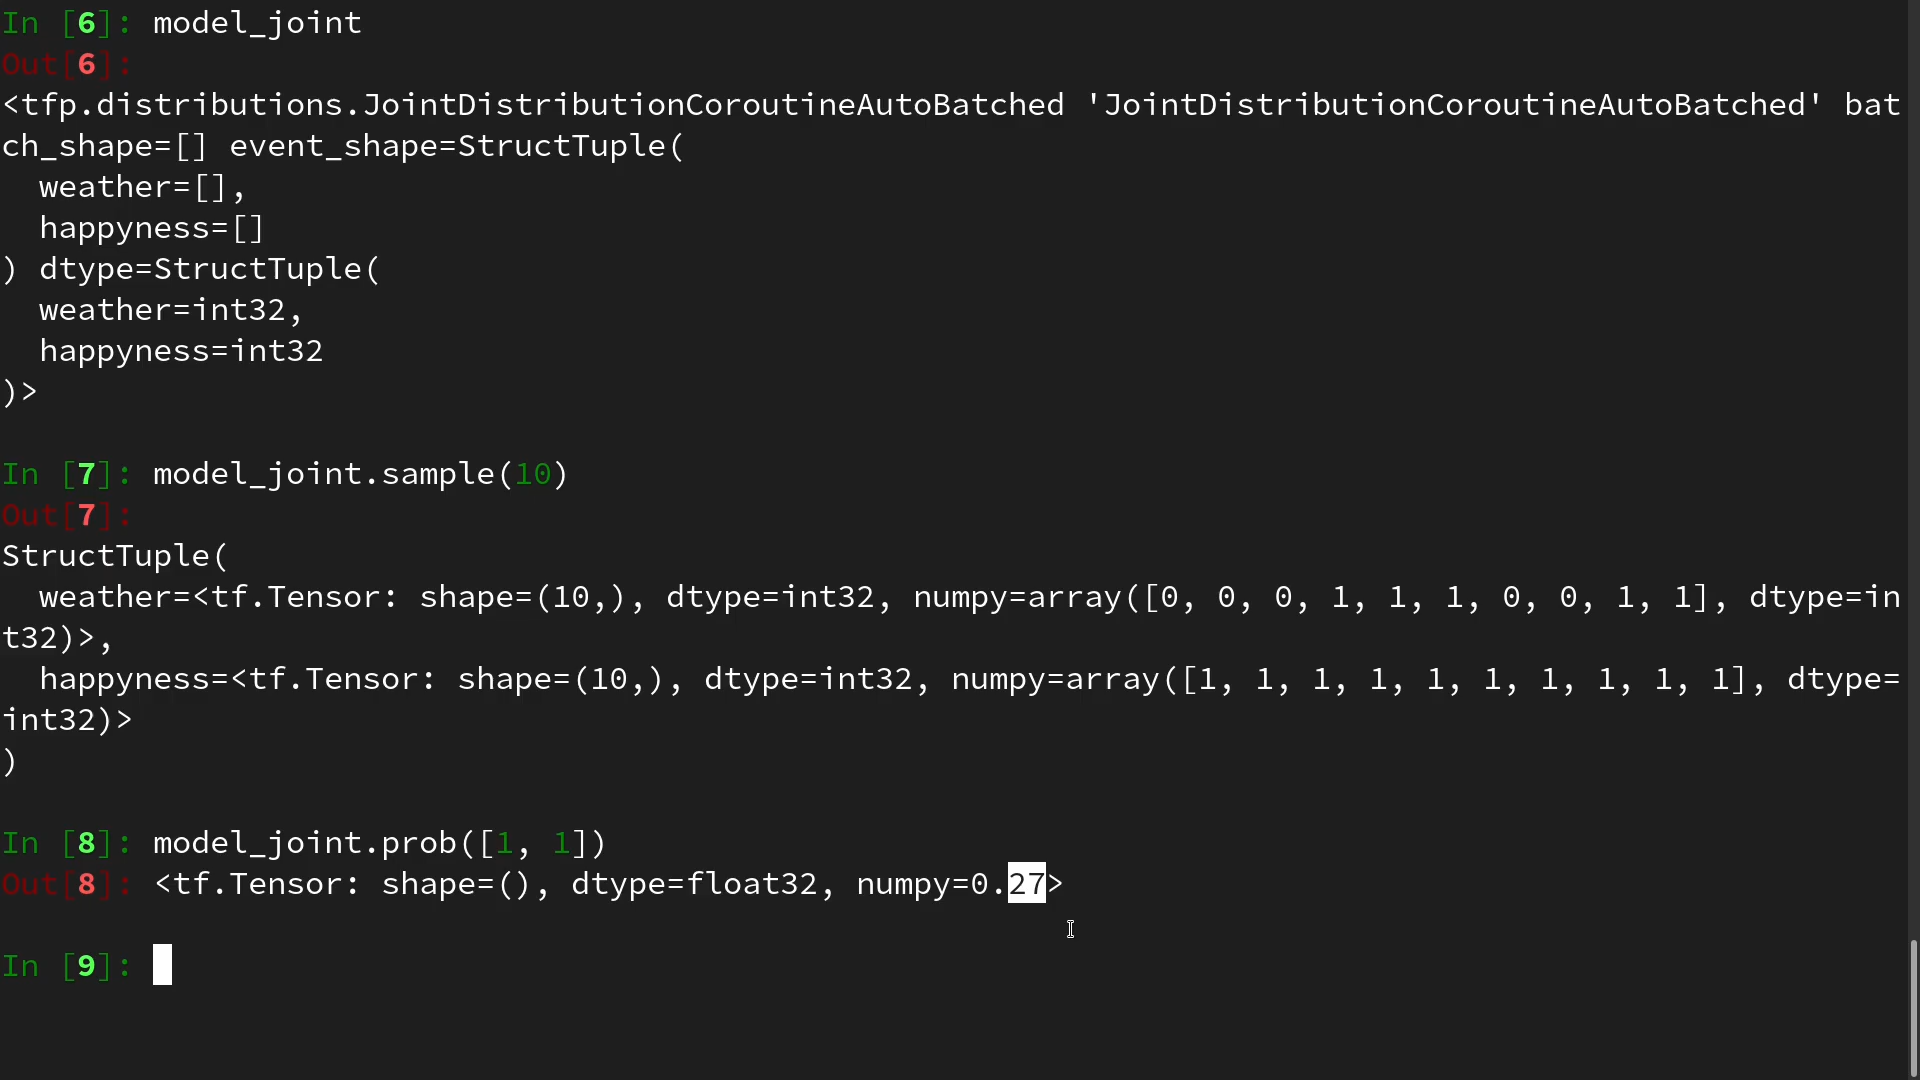 In [6]: model_joint
Out[6]:
<tfp.distributions.JointDistributionCoroutineAutoBatched 'JointDistributionCoroutineAutoBatched' bat
ch_shape=[] event_shape=StructTuple(
  weather=[],
  happyness=[]
) dtype=StructTuple(
  weather=int32,
  happyness=int32
)>
In [7]: model_joint.sample(10)
Out[7]:
StructTuple(
  weather=<tf.Tensor: shape=(10,), dtype=int32, numpy=array([0, 0, 0, 1, 1, 1, 0, 0, 1, 1], dtype=in
t32)>,
  happyness=<tf.Tensor: shape=(10,), dtype=int32, numpy=array([1, 1, 1, 1, 1, 1, 1, 1, 1, 1], dtype=
int32)>
)
In [8]: model_joint.prob([1, 1])
Out[8]: <tf.Tensor: shape=(), dtype=float32, numpy=0.27>
In [9]: